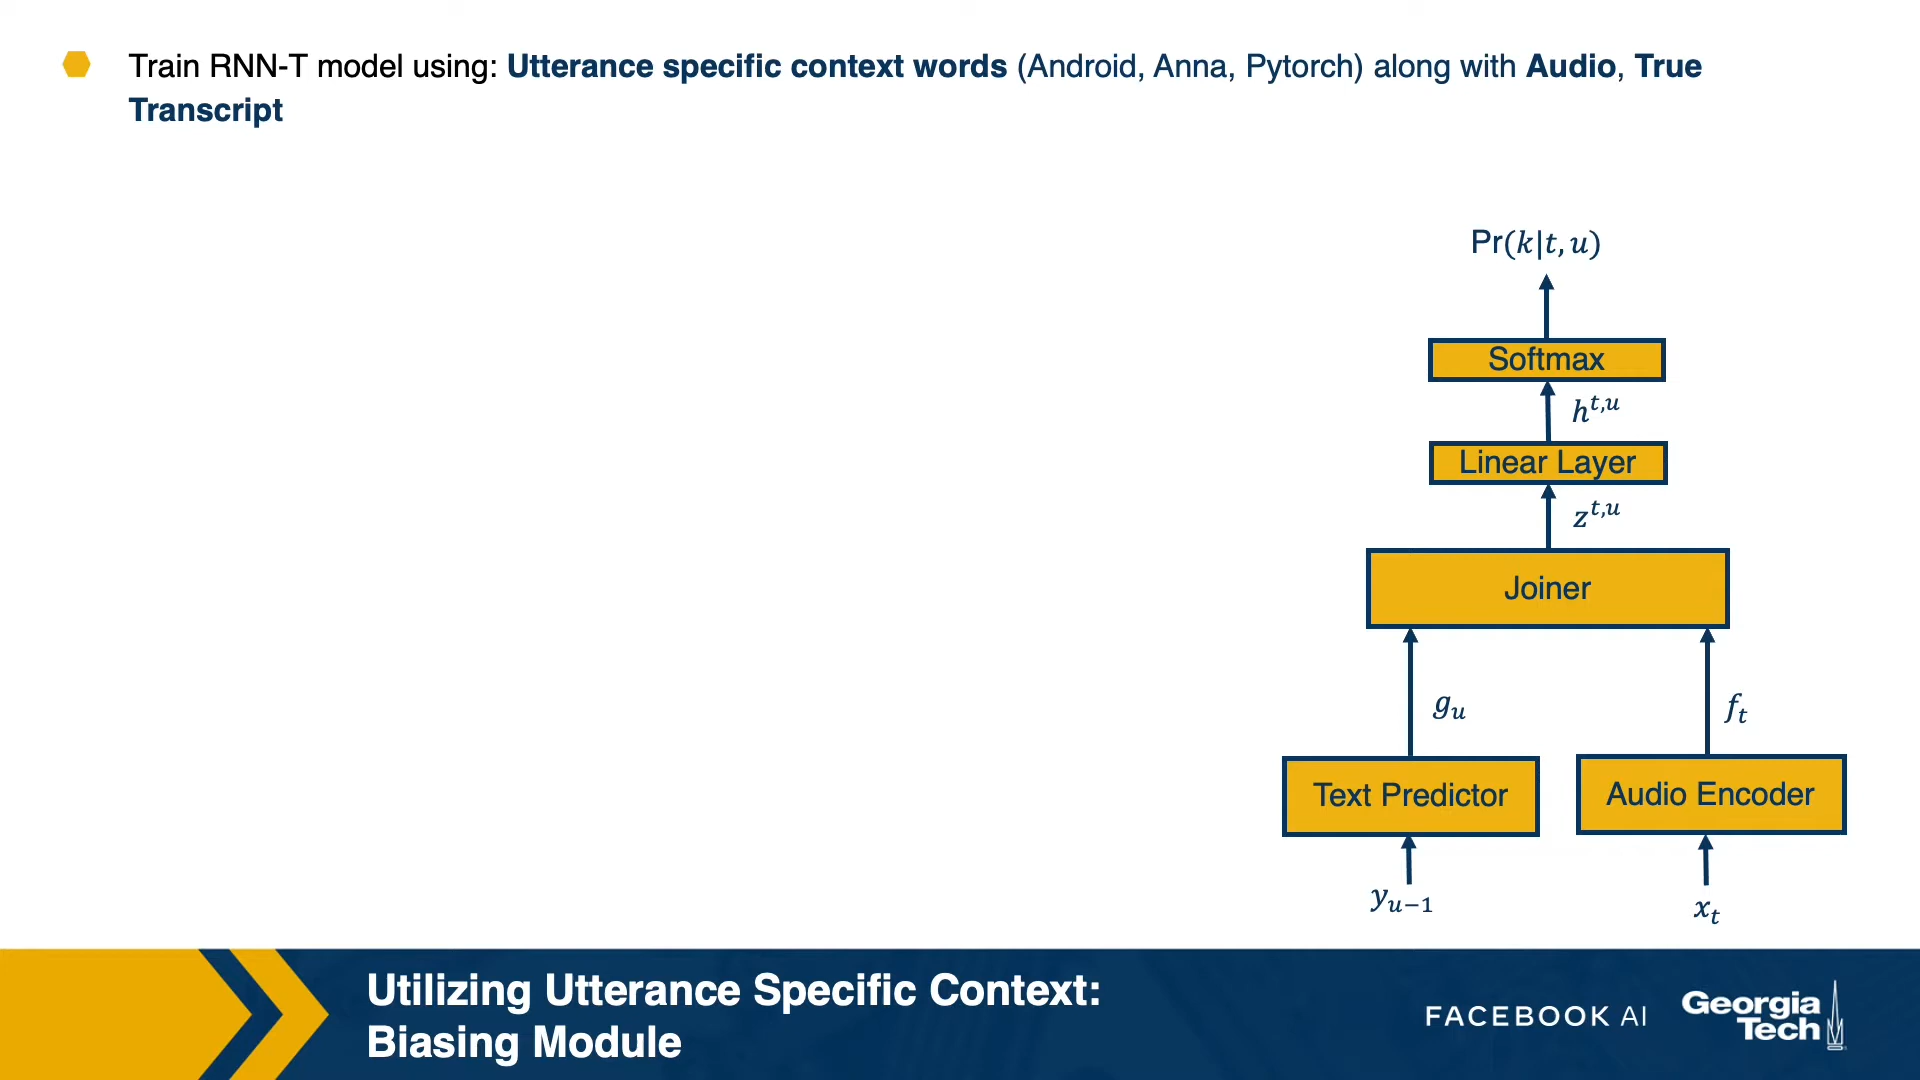 Train RNN-T model using: Utterance specific context words (Android, Anna, Pytorch) along with Audio, True
Transcript
Pr(k|t, u)
Softmax
h^{t,u}
Linear Layer
z^{t,u}
Joiner
g_u
f_t
Text Predictor
Audio Encoder
y_{u−1}
x_t
Utilizing Utterance Specific Context:
Biasing Module
FACEBOOK AI
Georgia
Tech